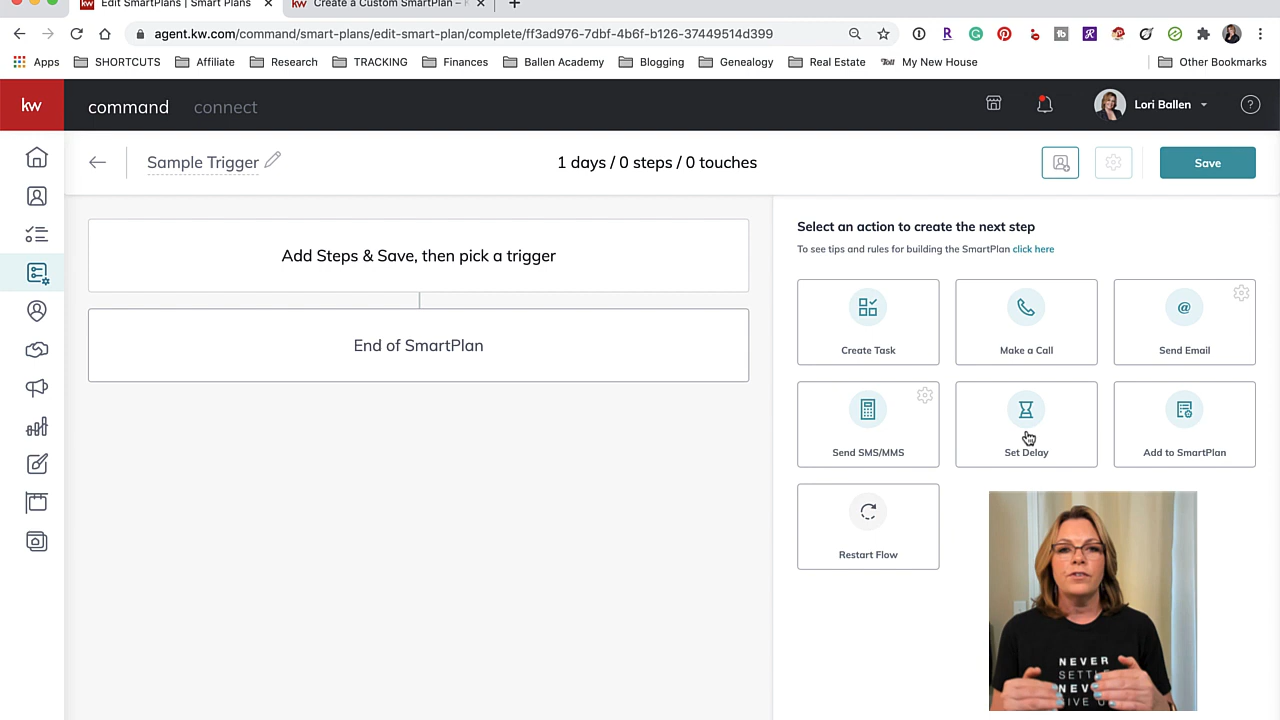 Edit SmartPlans | Smart Plans
Create a Custom SmartPlan –
agent.kw.com/command/smart-plans/edit-smart-plan/complete/ff3ad976-7dbf-4b6f-b126-37449514d399
Apps SHORTCUTS Affiliate Research TRACKING Finances Ballen Academy Blogging Genealogy Real Estate My New House Other Bookmarks
kw command connect Lori Ballen
Sample Trigger 1 days / 0 steps / 0 touches Save
Add Steps & Save, then pick a trigger
End of SmartPlan
Select an action to create the next step
To see tips and rules for building the SmartPlan click here
Create Task Make a Call Send Email
Send SMS/MMS Set Delay Add to SmartPlan
Restart Flow
NEVER
SETTL
NEV
IVE